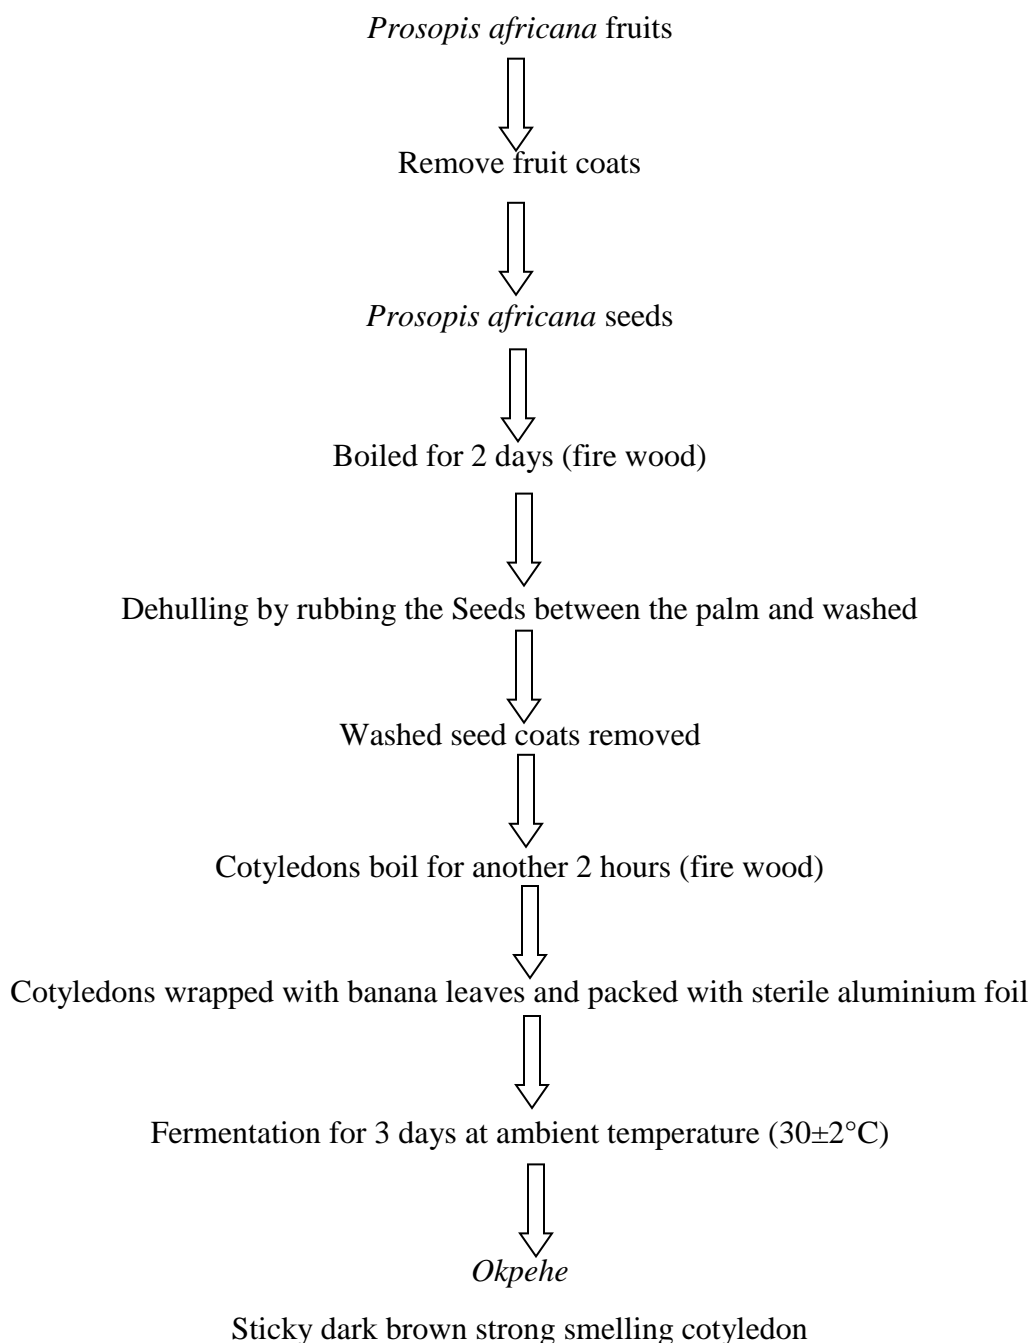 Prosopis africana fruits
Remove fruit coats
Prosopis africana seeds
Boiled for 2 days (fire wood)
Dehulling by rubbing the Seeds between the palm and washed
Washed seed coats removed
Cotyledons boil for another 2 hours (fire wood)
Cotyledons wrapped with banana leaves and packed with sterile aluminium foil
Fermentation for 3 days at ambient temperature (30±2°C)
Okpehe
Sticky dark brown strong smelling cotyledon